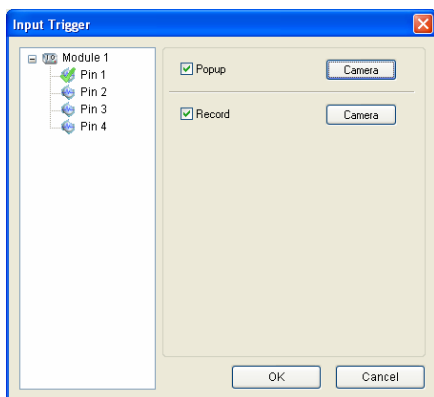 Input Trigger
Module 1
Pin 1
Pin 2
Pin 3
Pin 4
Popup Camera
Record Camera
OK Cancel